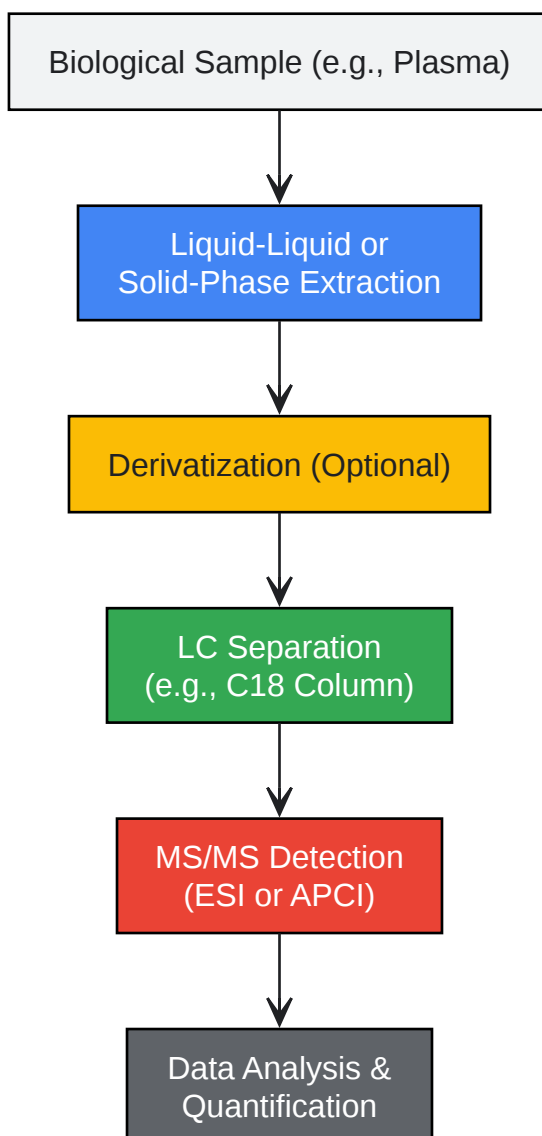 Biological Sample (e.g., Plasma)
Liquid-Liquid or
Solid-Phase Extraction
Derivatization (Optional)
LC Separation
(e.g., C18 Column)
MS/MS Detection
(ESI or APCI)
Data Analysis &
Quantification